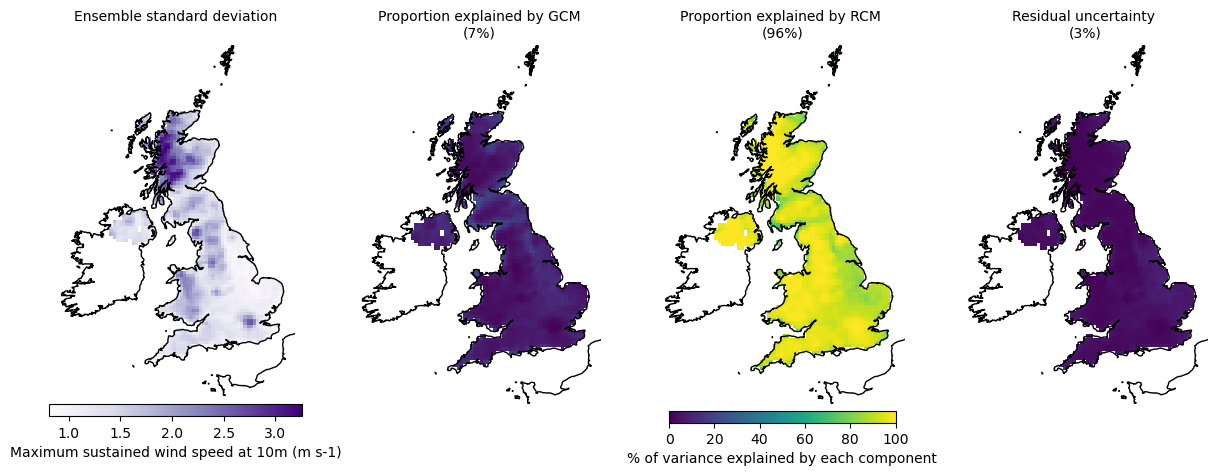 Ensemble standard deviation
Proportion explained by GCM
(7%)
Proportion explained by RCM
(96%)
Residual uncertainty
(3%)
1.0 1.5 2.0 2.5 3.0
Maximum sustained wind speed at 10m (m s-1)
0 20 40 60 80 100
% of variance explained by each component